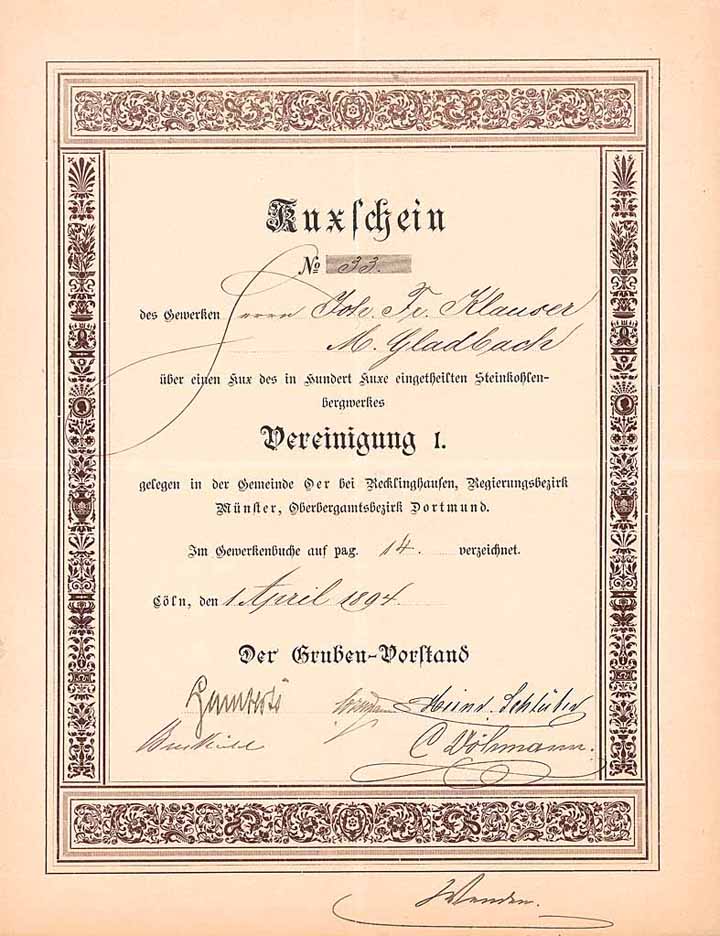 Kuxschein
No 33.
des Gewerken Herrn Joh. Fr. Klauser
M. Gladbach
über einen Kux des in Hundert Kuxe eingetheilten Steinkohlen-
bergwerkes
Vereinigung I.
gelegen in der Gemeinde Oer bei Recklinghausen, Regierungsbezirk
Münster, Oberbergamtsbezirk Dortmund.
Im Gewerkenbuche auf pag. 14. verzeichnet.
Cöln, den 1 April 1894.
Der Gruben-Vorstand
Heinr. Schlüter
C Döhmann.